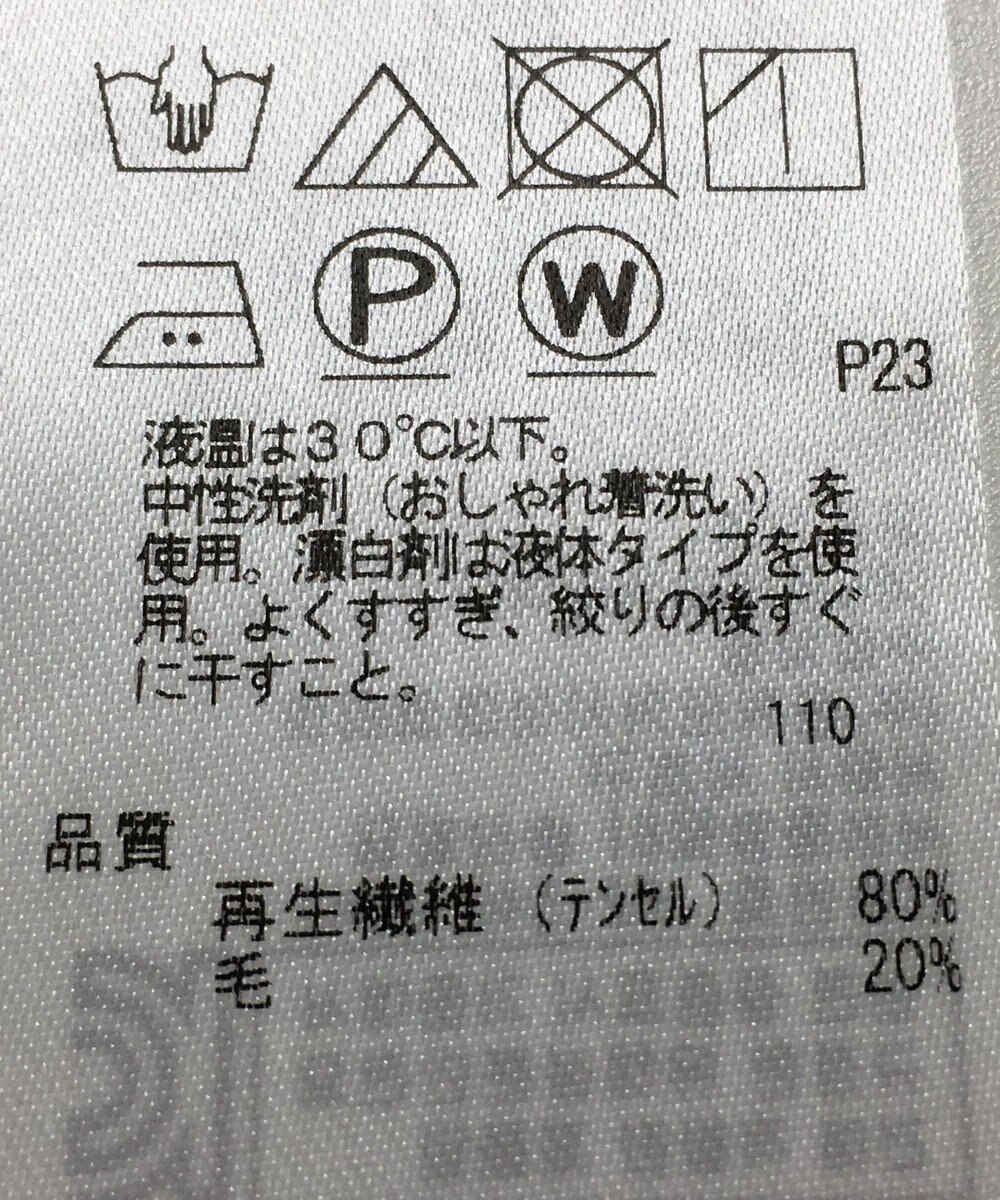 P W
P23
液温は30℃以下。
中性洗剤（おしゃれ着洗い）を
使用。漂白剤は液体タイプを使
用。よくすすぎ、絞りの後すぐ
に干すこと。
110
品質
再生繊維（テンセル） 80%
毛 20%